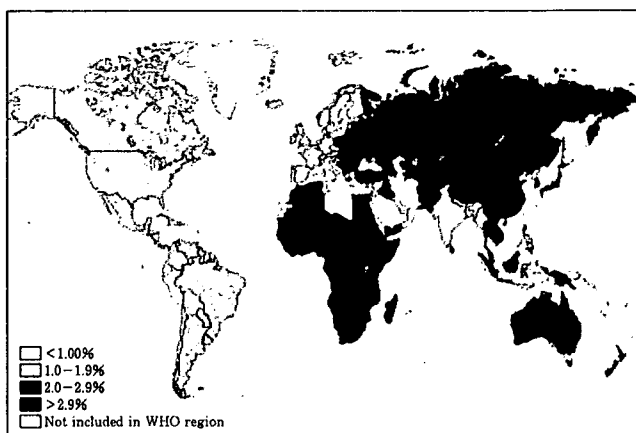 <1.00%
1.0-1.9%
2.0-2.9%
>2.9%
Not included in WHO region